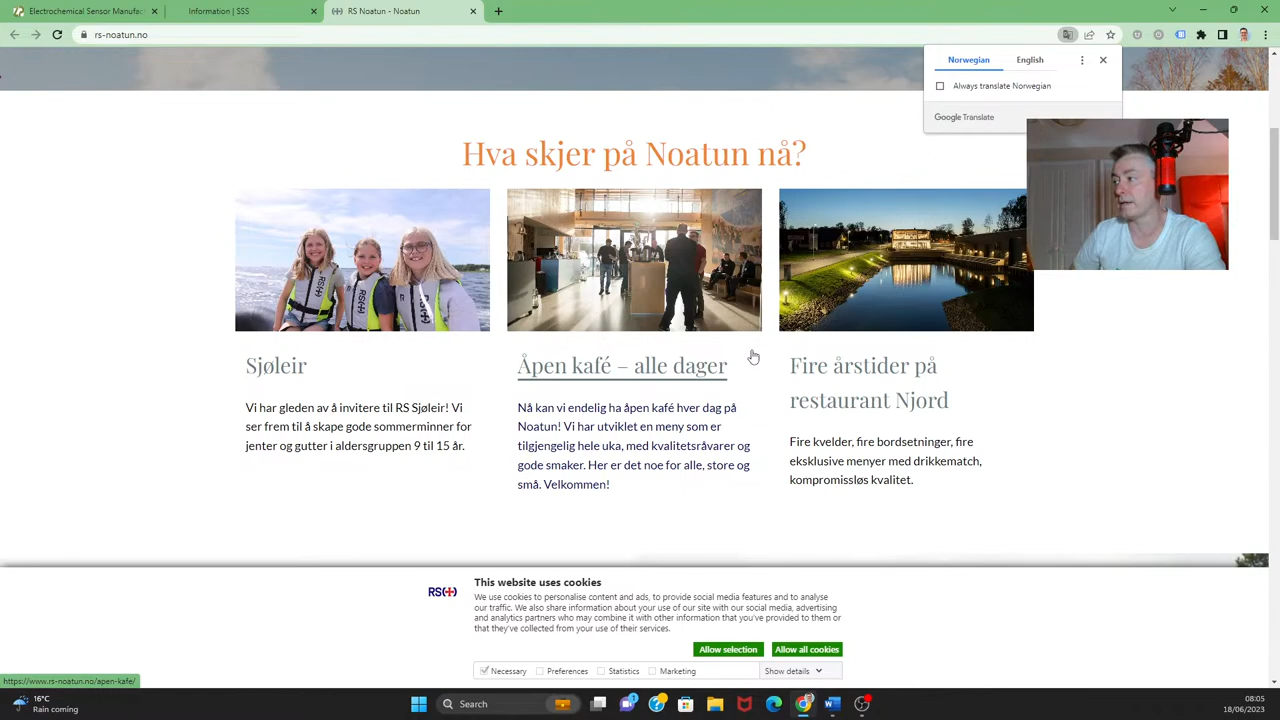 Electrochemical Sensor Manufac
Information | SSS
RS Noatun - Noatun
rs-noatun.no
Norwegian
English
Always translate Norwegian
Google Translate
Hva skjer på Noatun nå?
Sjøleir
Vi har gleden av å invitere til RS Sjøleir! Vi
ser frem til å skape gode sommerminner for
jenter og gutter i aldersgruppen 9 til 15 år.
Åpen kafé – alle dager
Nå kan vi endelig ha åpen kafé hver dag på
Noatun! Vi har utviklet en meny som er
tilgjengelig hele uka, med kvalitetsråvarer og
gode smaker. Her er det noe for alle, store og
små. Velkommen!
Fire årstider på
restaurant Njord
Fire kvelder, fire bordsetninger, fire
eksklusive menyer med drikkematch,
kompromissløs kvalitet.
RS
This website uses cookies
We use cookies to personalise content and ads, to provide social media features and to analyse
our traffic. We also share information about your use of our site with our social media, advertising
and analytics partners who may combine it with other information that you've provided to them or
that they've collected from your use of their services.
Allow selection
Allow all cookies
Necessary
Preferences
Statistics
Marketing
Show details
https://www.rs-noatun.no/apen-kafe/
16°C
Rain coming
Search
08:05
18/06/2023